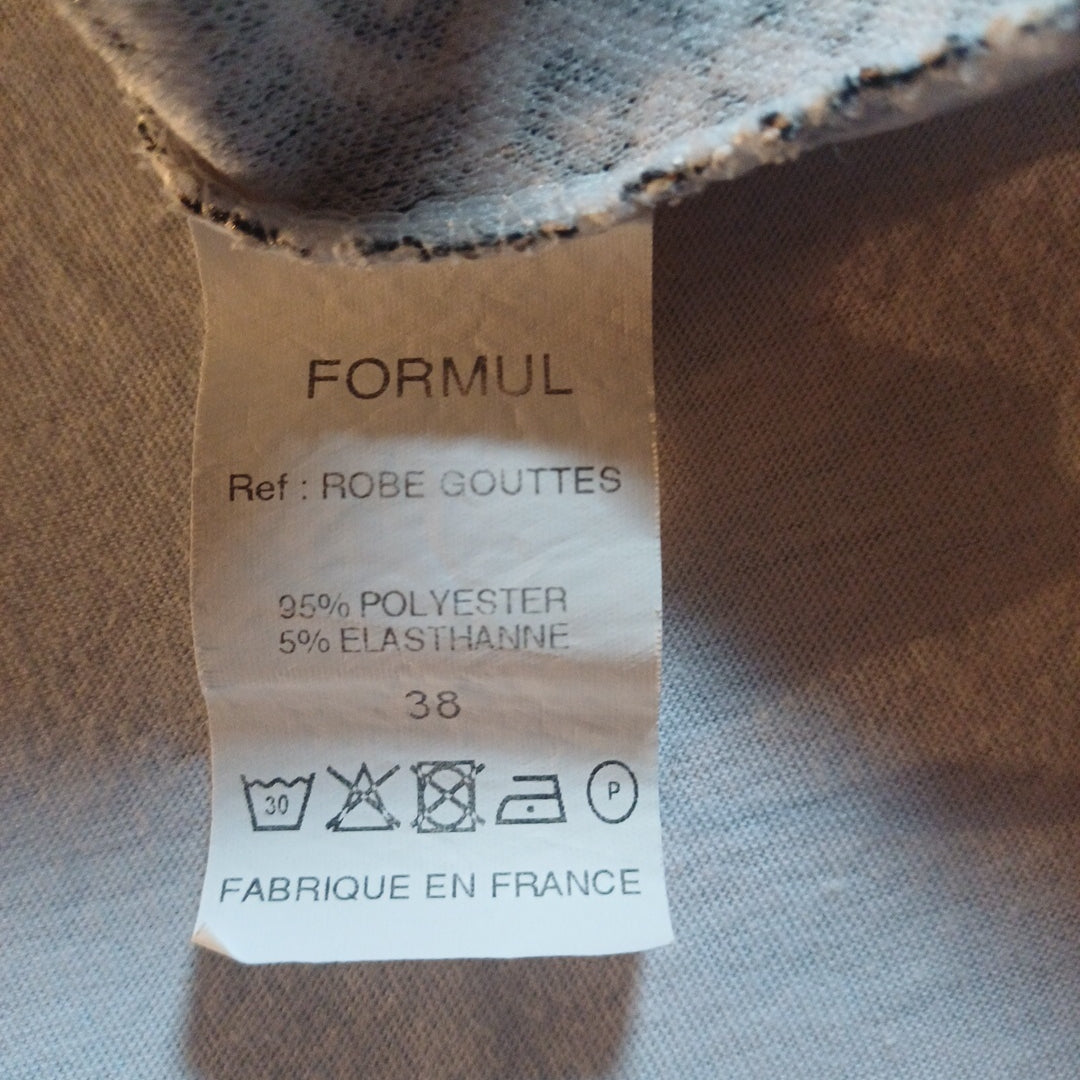 FORMUL
Ref : ROBE GOUTTES
95% POLYESTER
5% ELASTHANNE
38
30
P
FABRIQUE EN FRANCE